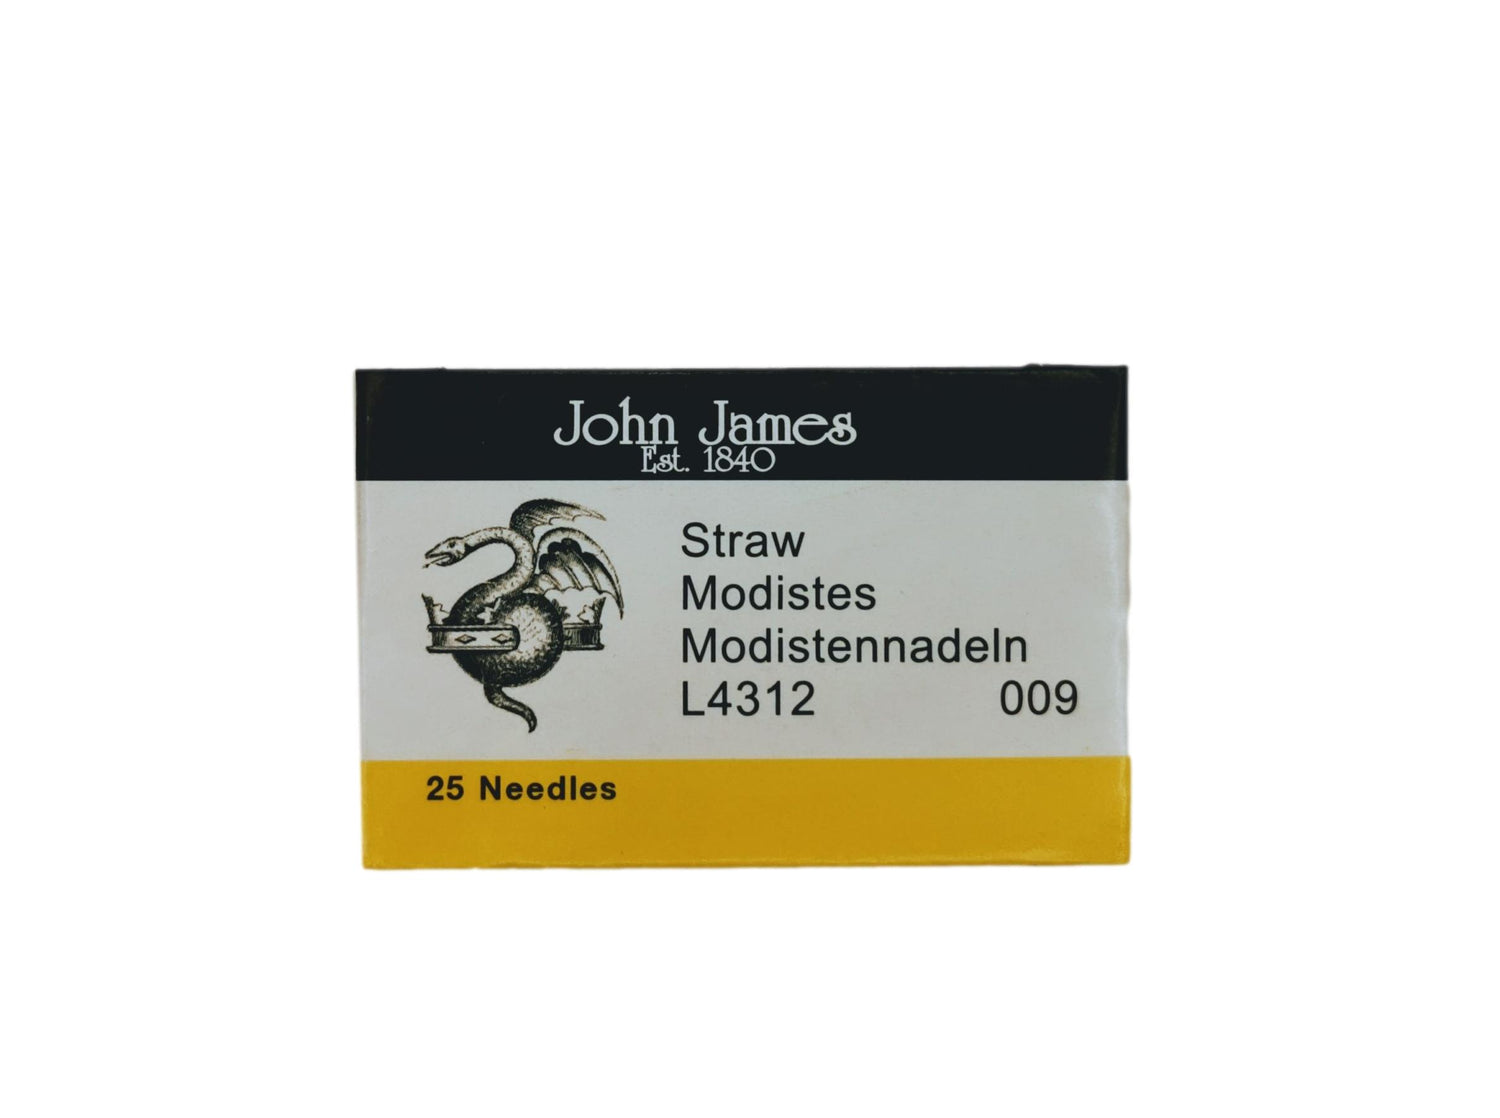 John James
Est. 1840
Straw
Modistes
Modistennadeln
L4312 009
25 Needles